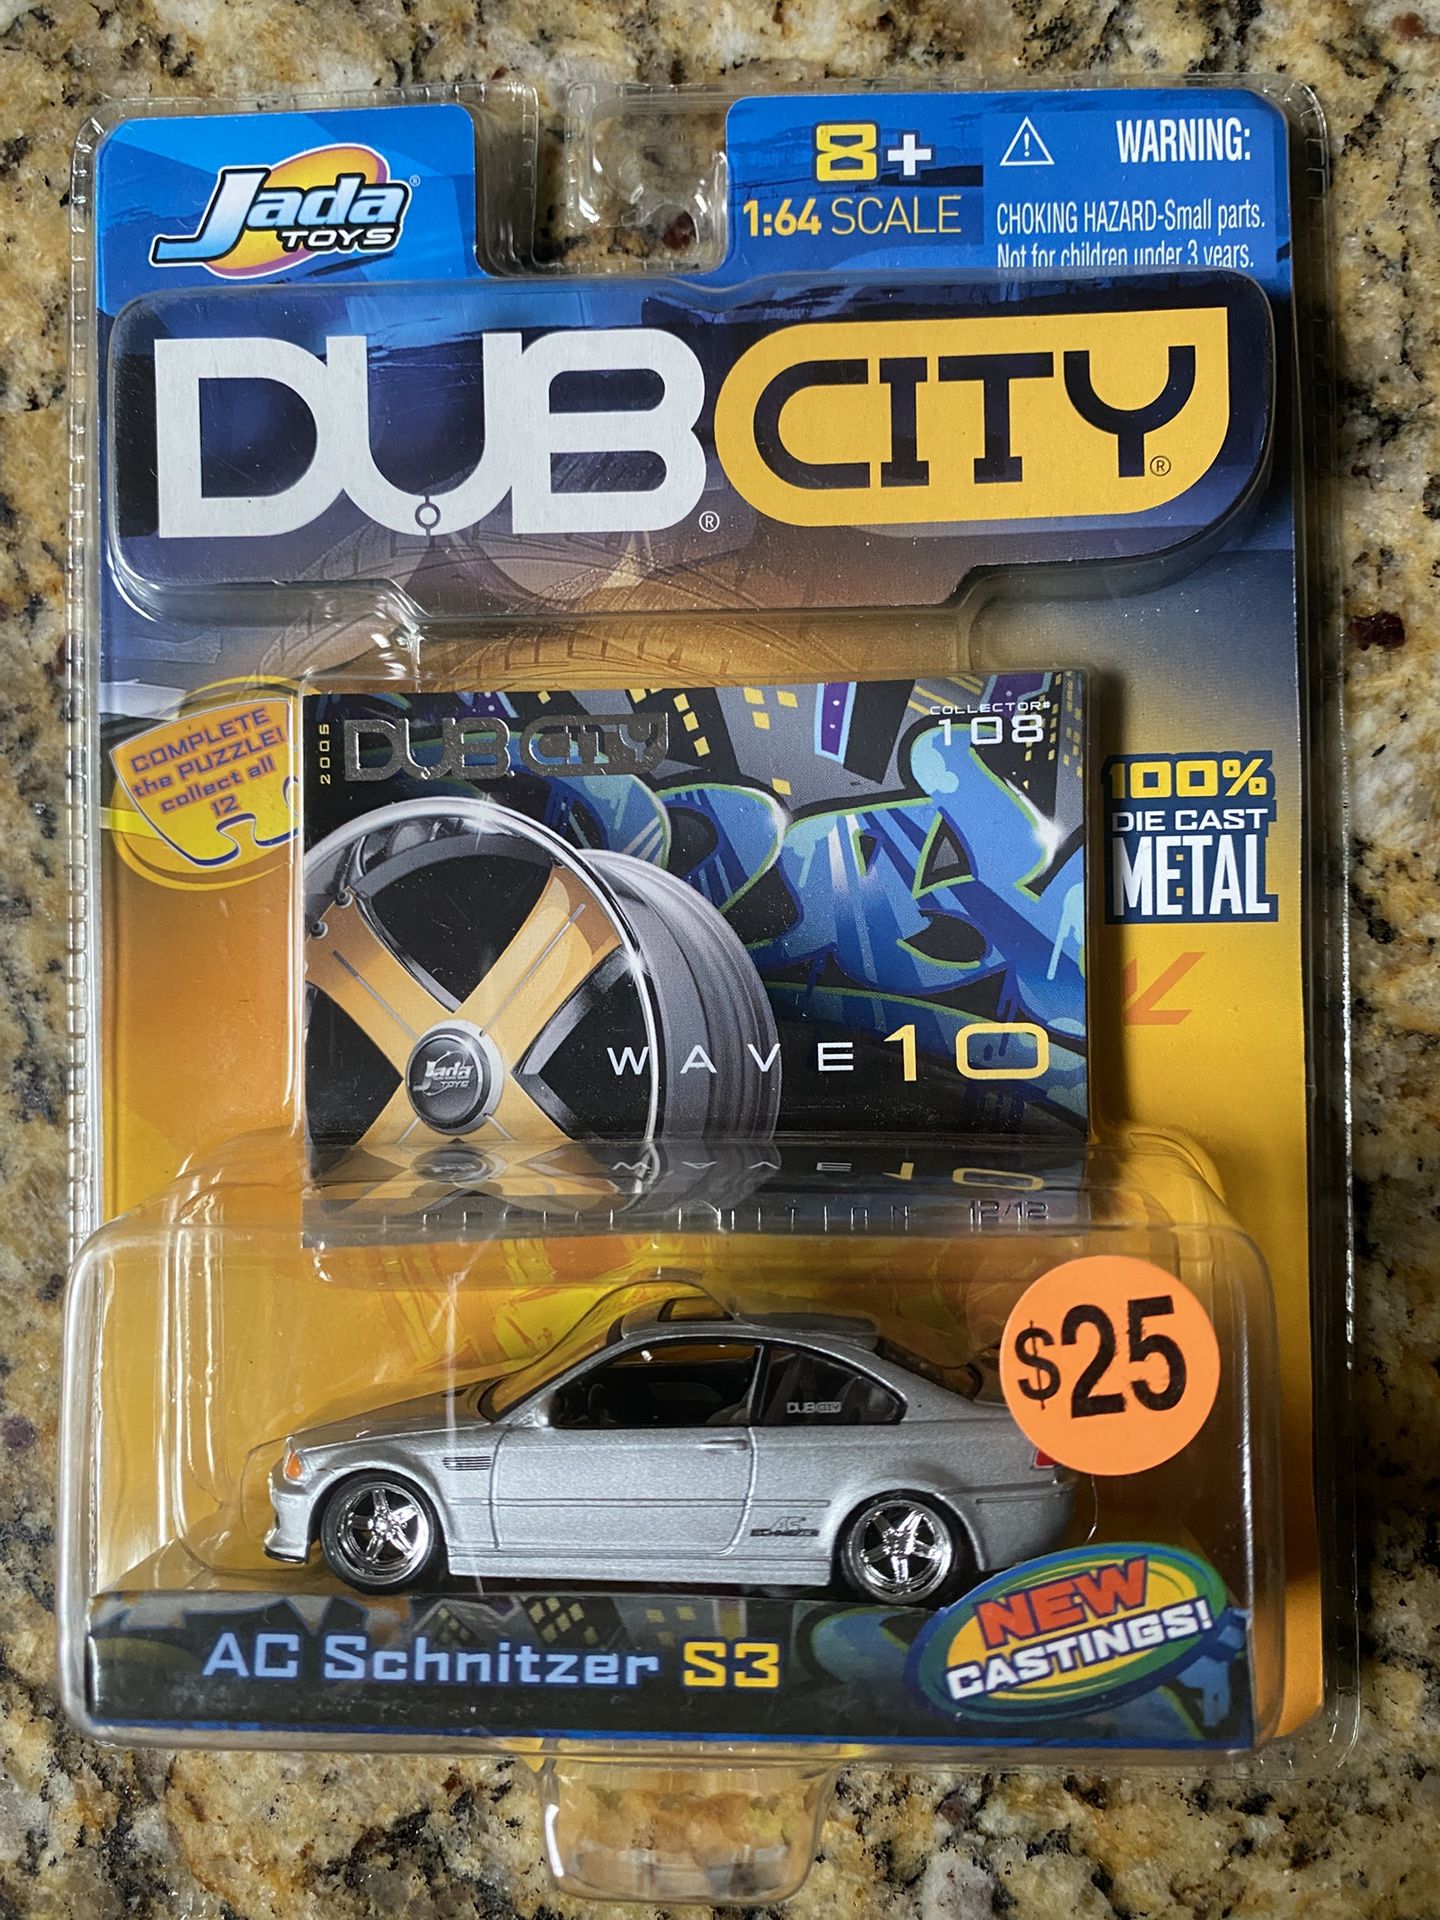 Jada®
TOYS
8+
1:64 SCALE
WARNING:
CHOKING HAZARD-Small parts.
Not for children under 3 years.
DUB® CITY®
COMPLETE
the PUZZLE!
collect all
12
2005
DUB CITY
COLLECTOR#
108
100%
DIE CAST
METAL
Jada
TOYS
WAVE 10
12/12
$25
DUB CITY
AC
SCHNITZER
AC Schnitzer S3
NEW
CASTINGS!